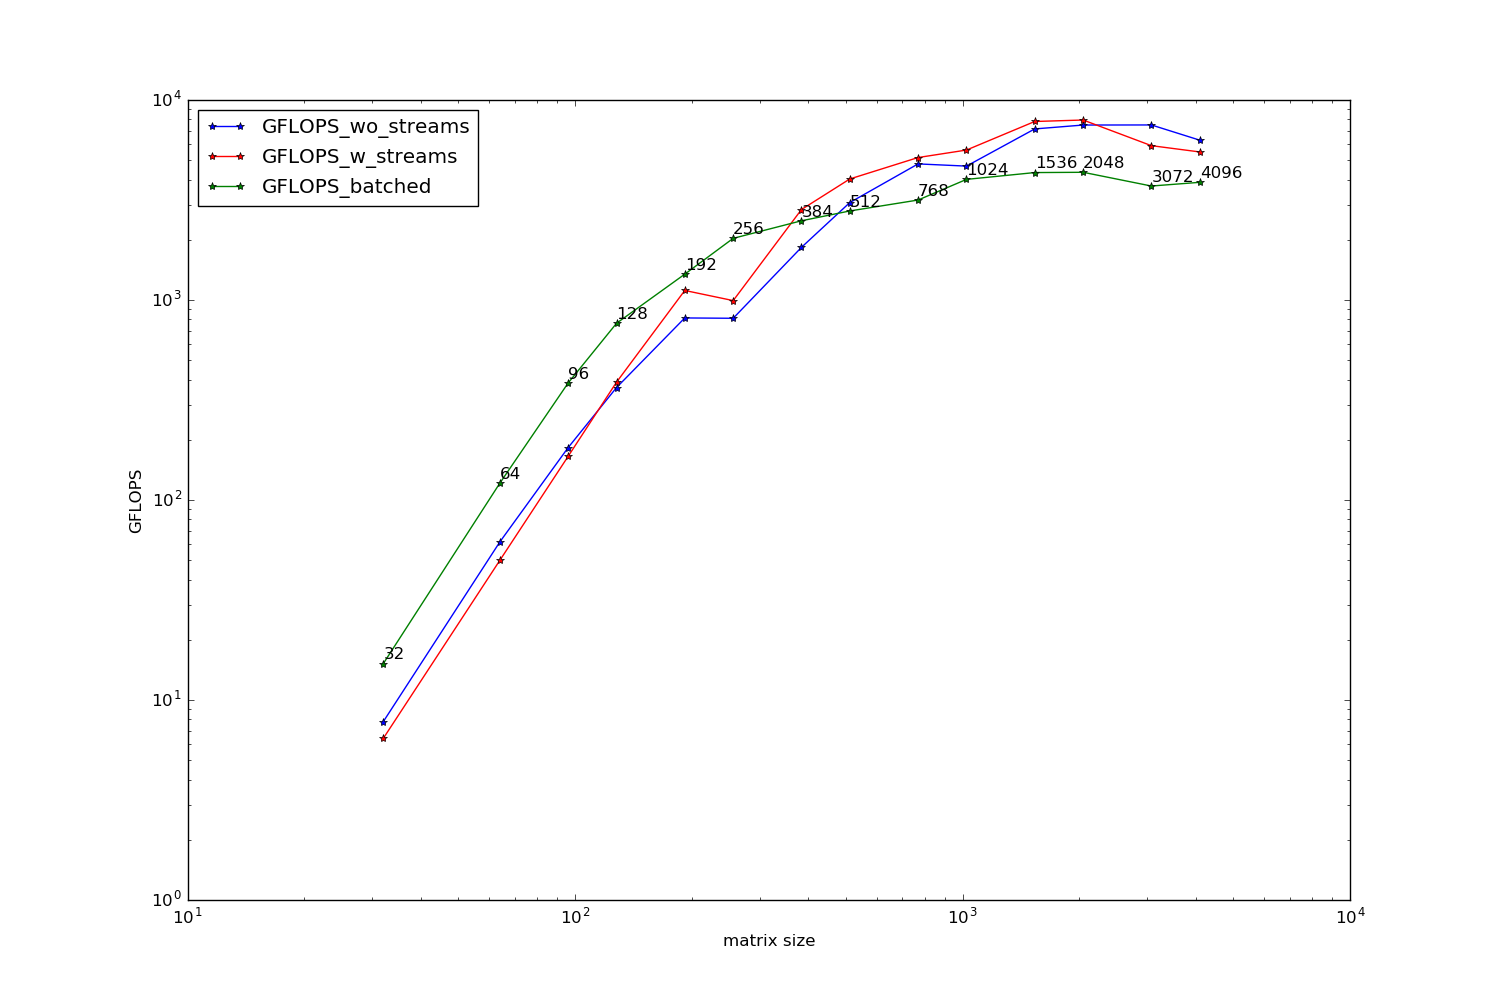 10^4
GFLOPS_wo_streams
GFLOPS_w_streams
GFLOPS_batched
1536 2048
1024
3072 4096
768
512
384
256
192
10^3
128
96
64
10^2
GFLOPS
32
10^1
10^0
10^1 10^2 10^3 10^4
matrix size